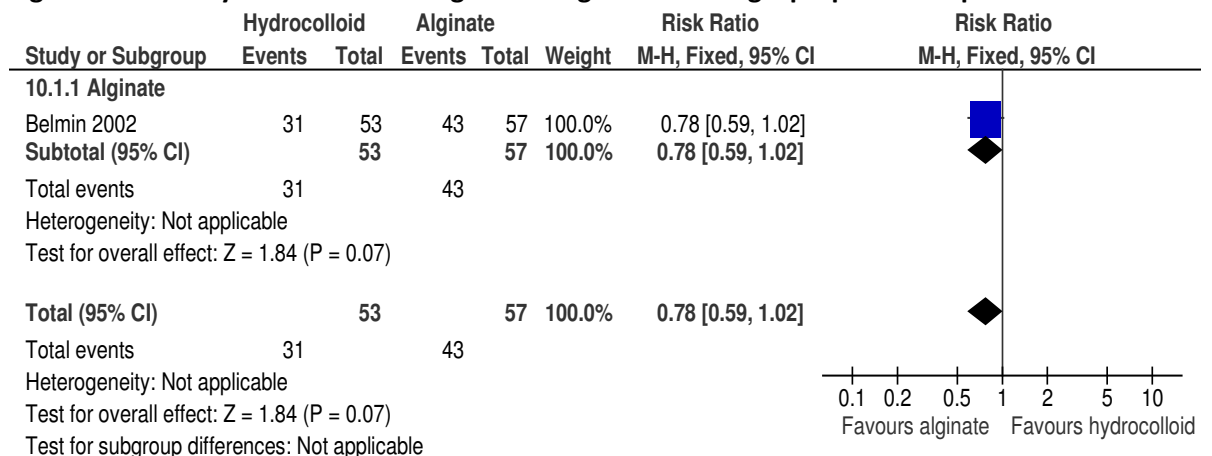 Hydrocolloid Alginate Risk Ratio Risk Ratio
Study or Subgroup Events Total Events Total Weight M-H, Fixed, 95% CI M-H, Fixed, 95% CI
10.1.1 Alginate
Belmin 2002 31 53 43 57 100.0% 0.78 [0.59, 1.02]
Subtotal (95% CI) 53 57 100.0% 0.78 [0.59, 1.02]
Total events 31 43
Heterogeneity: Not applicable
Test for overall effect: Z = 1.84 (P = 0.07)
Total (95% CI) 53 57 100.0% 0.78 [0.59, 1.02]
Total events 31 43
Heterogeneity: Not applicable
Test for overall effect: Z = 1.84 (P = 0.07)
Test for subgroup differences: Not applicable
0.1 0.2 0.5 1 2 5 10
Favours alginate Favours hydrocolloid